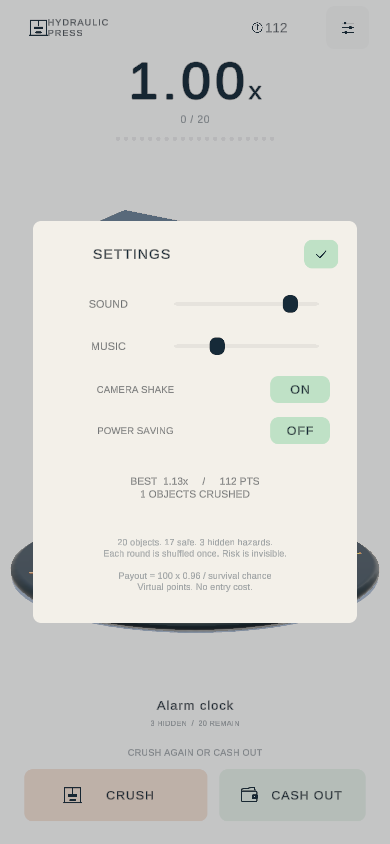 HYDRAULIC
PRESS
112
1.00x
0 / 20
SETTINGS
SOUND
MUSIC
CAMERA SHAKE ON
POWER SAVING OFF
BEST 1.13x / 112 PTS
1 OBJECTS CRUSHED
20 objects. 17 safe. 3 hidden hazards.
Each round is shuffled once. Risk is invisible.
Payout = 100 x 0.96 / survival chance
Virtual points. No entry cost.
Alarm clock
3 HIDDEN / 20 REMAIN
CRUSH AGAIN OR CASH OUT
CRUSH
CASH OUT